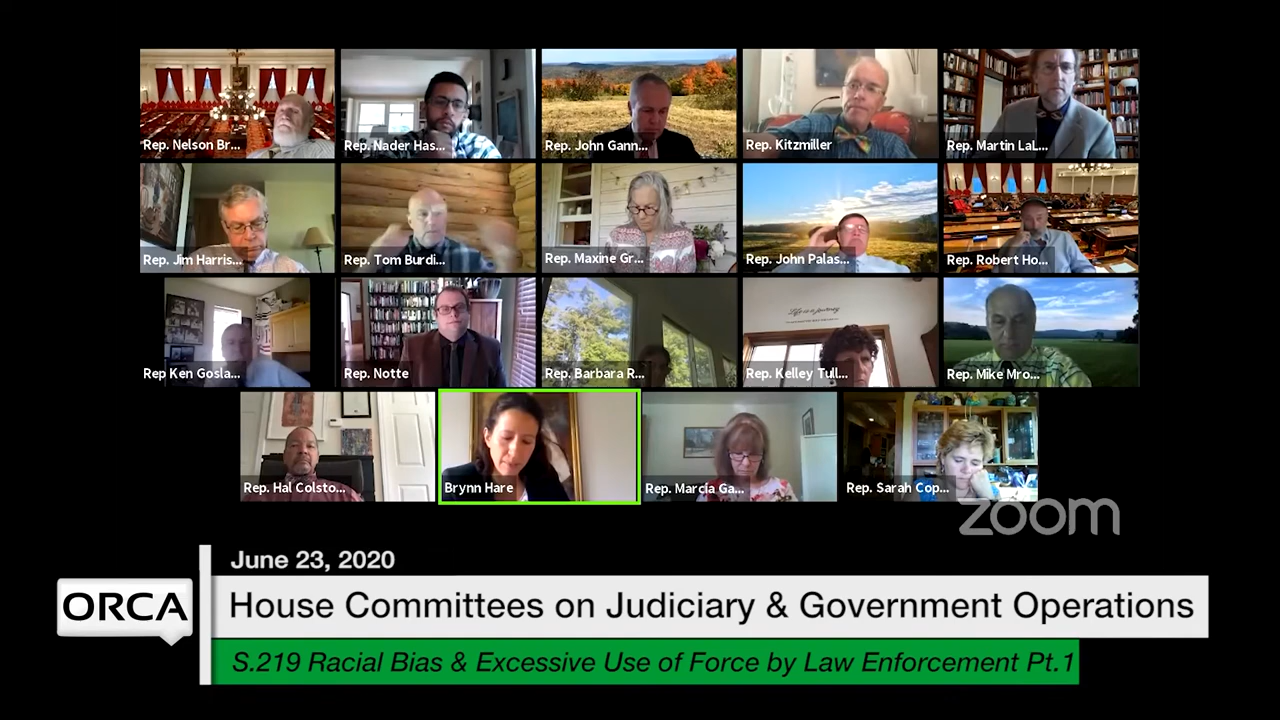 Rep. Nelson Br...
Rep. Nader Has...
Rep. John Gann...
Rep. Kitzmiller
Rep. Martin LaL...
Rep. Jim Harris...
Rep. Tom Burdi...
Rep. Maxine Gr...
Rep. John Palas...
Rep. Robert Ho...
Life is a journey
Rep Ken Gosla...
Rep. Notte
Rep. Barbara R...
Rep. Kelley Tull...
Rep. Mike Mro...
Rep. Hal Colsto...
Brynn Hare
Rep. Marcia Ga...
Rep. Sarah Cop...
zoom
June 23, 2020
ORCA
House Committees on Judiciary & Government Operations
S.219 Racial Bias & Excessive Use of Force by Law Enforcement Pt.1